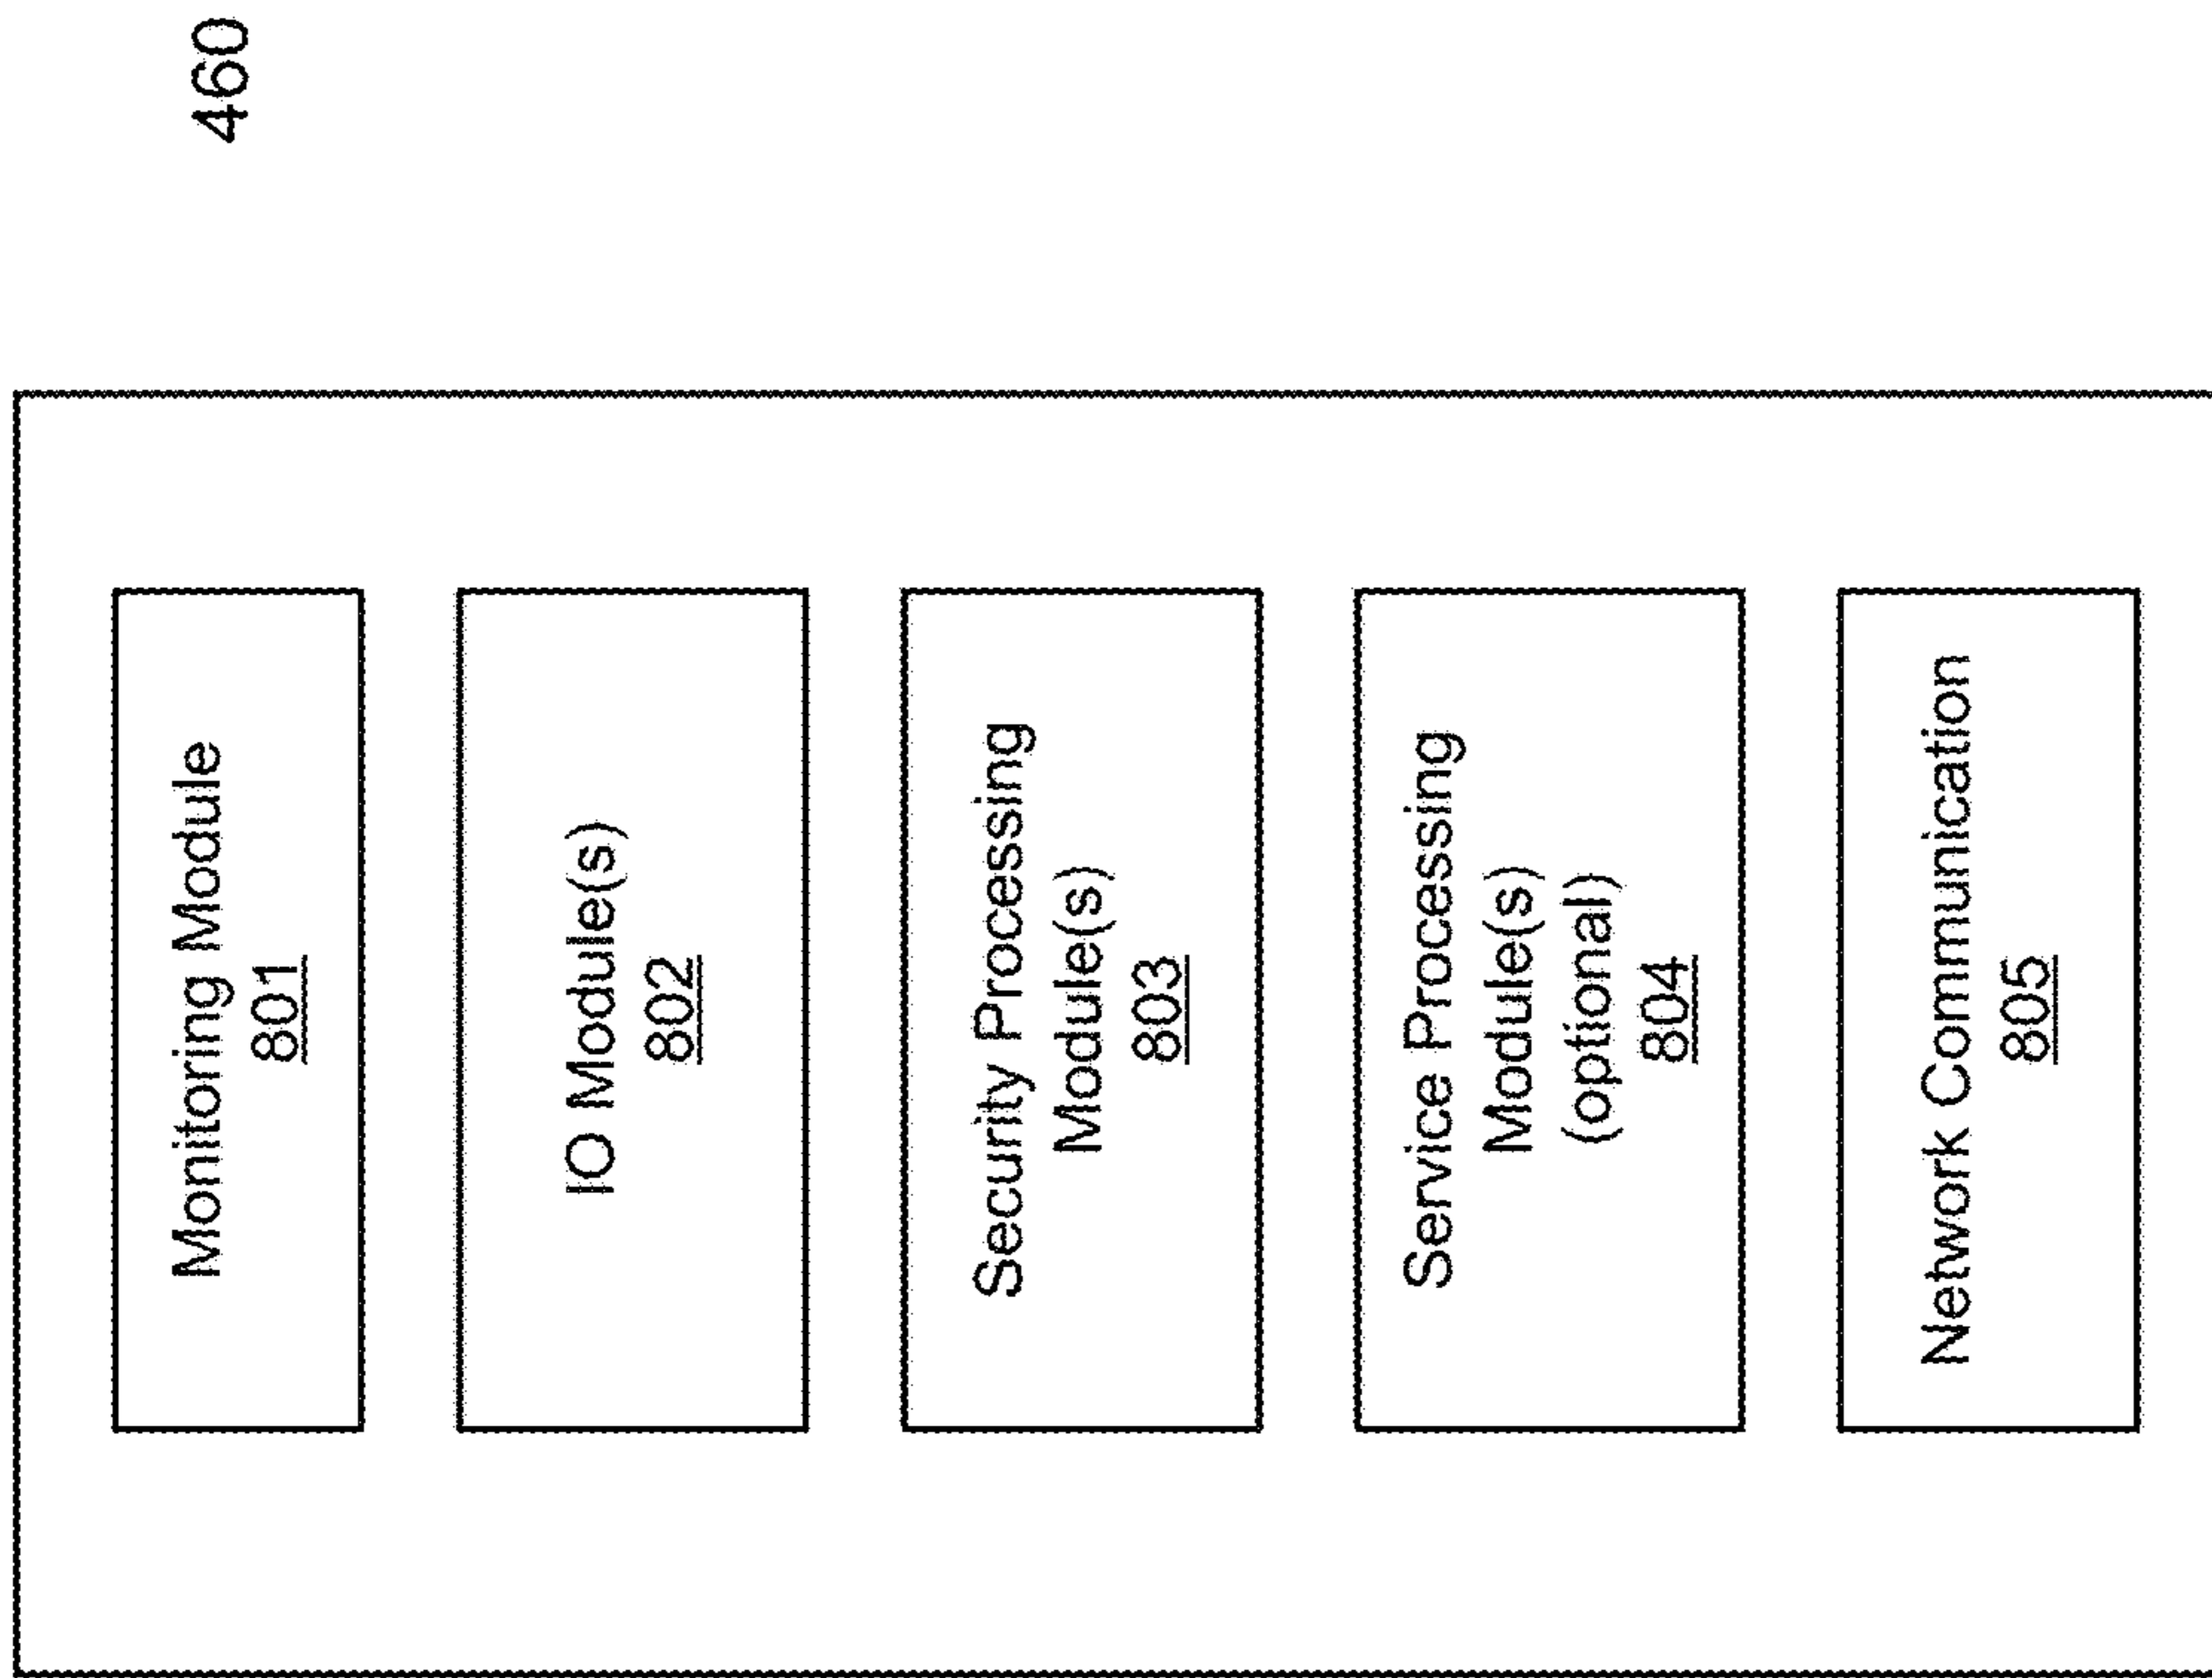 460
Monitoring Module
801
IO Module(s)
802
Security Processing
Module(s)
803
Service Processing
Module(s)
(optional)
804
Network Communication
805